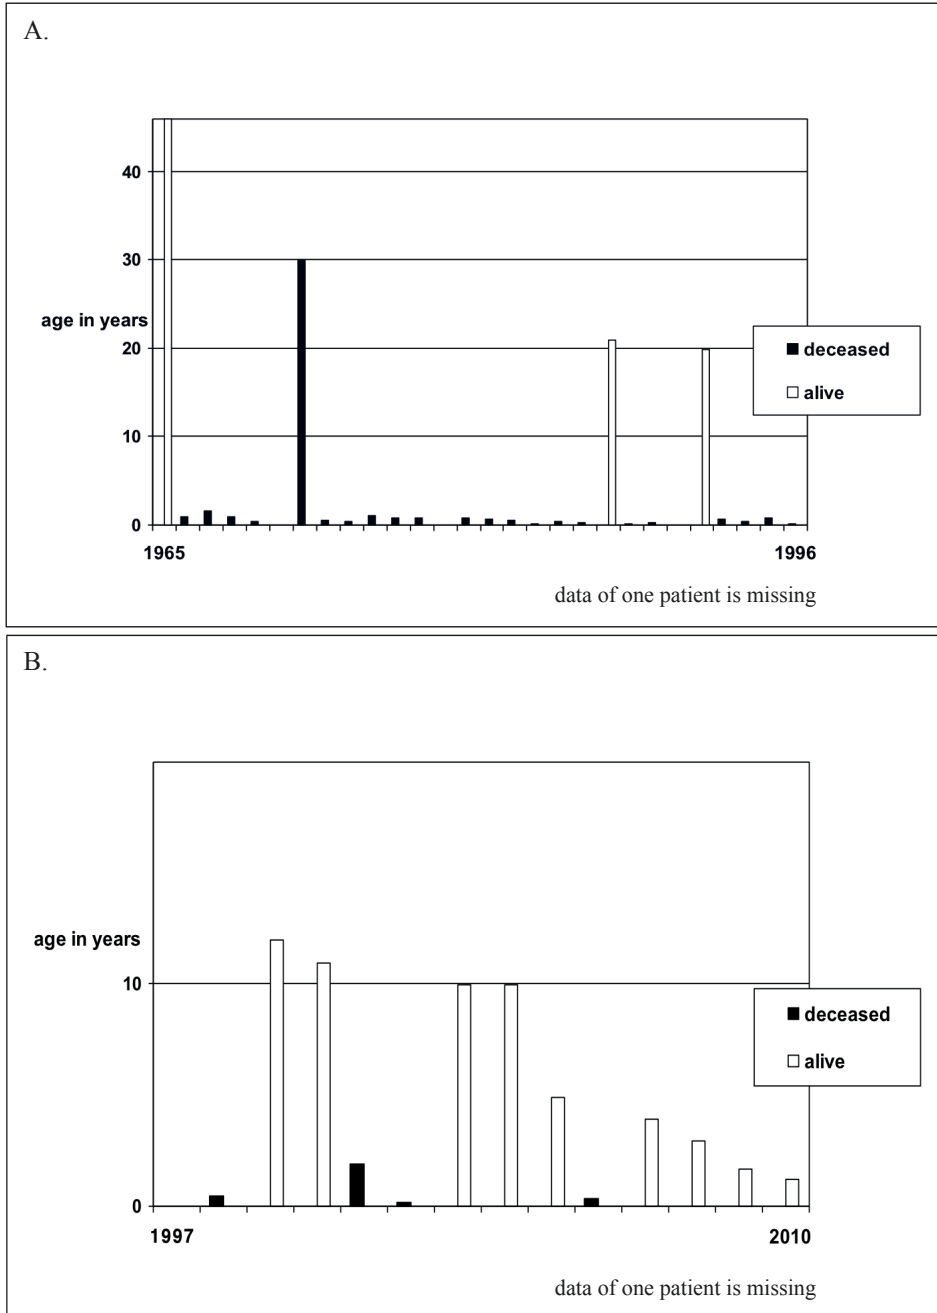 A.
40
30
age in years
20
deceased
alive
10
0
1965
1996
data of one patient is missing
B.
age in years
10
deceased
alive
0
1997
2010
data of one patient is missing